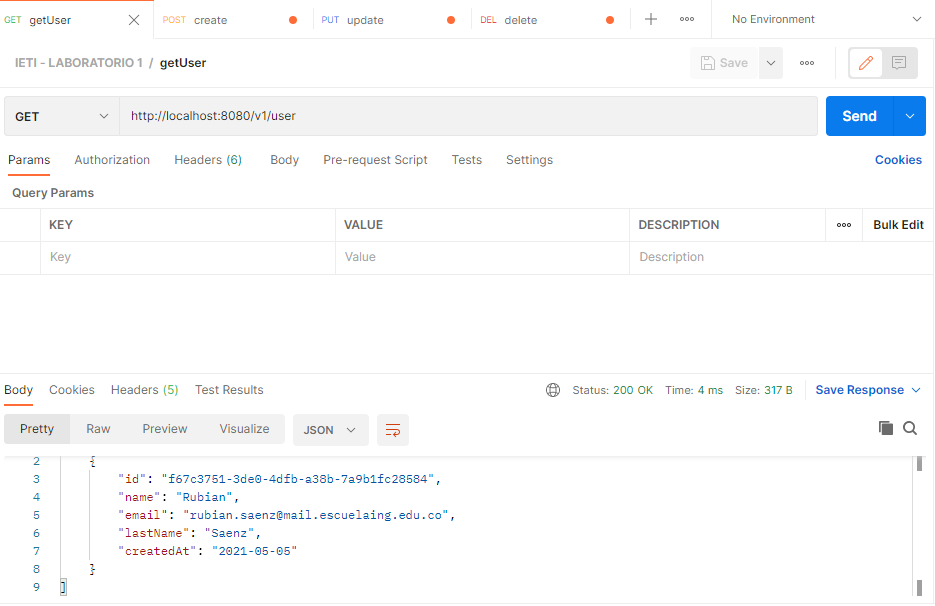 GET getUser POST create PUT update DEL delete No Environment
IETI - LABORATORIO 1 / getUser Save
GET http://localhost:8080/v1/user Send
Params Authorization Headers (6) Body Pre-request Script Tests Settings Cookies
Query Params
KEY VALUE DESCRIPTION Bulk Edit
Key Value Description
Body Cookies Headers (5) Test Results Status: 200 OK Time: 4 ms Size: 317 B Save Response
Pretty Raw Preview Visualize JSON
2 {
3 "id": "f67c3751-3de0-4dfb-a38b-7a9b1fc28584",
4 "name": "Rubian",
5 "email": "rubian.saenz@mail.escuelaing.edu.co",
6 "lastName": "Saenz",
7 "createdAt": "2021-05-05"
8 }
9 ]